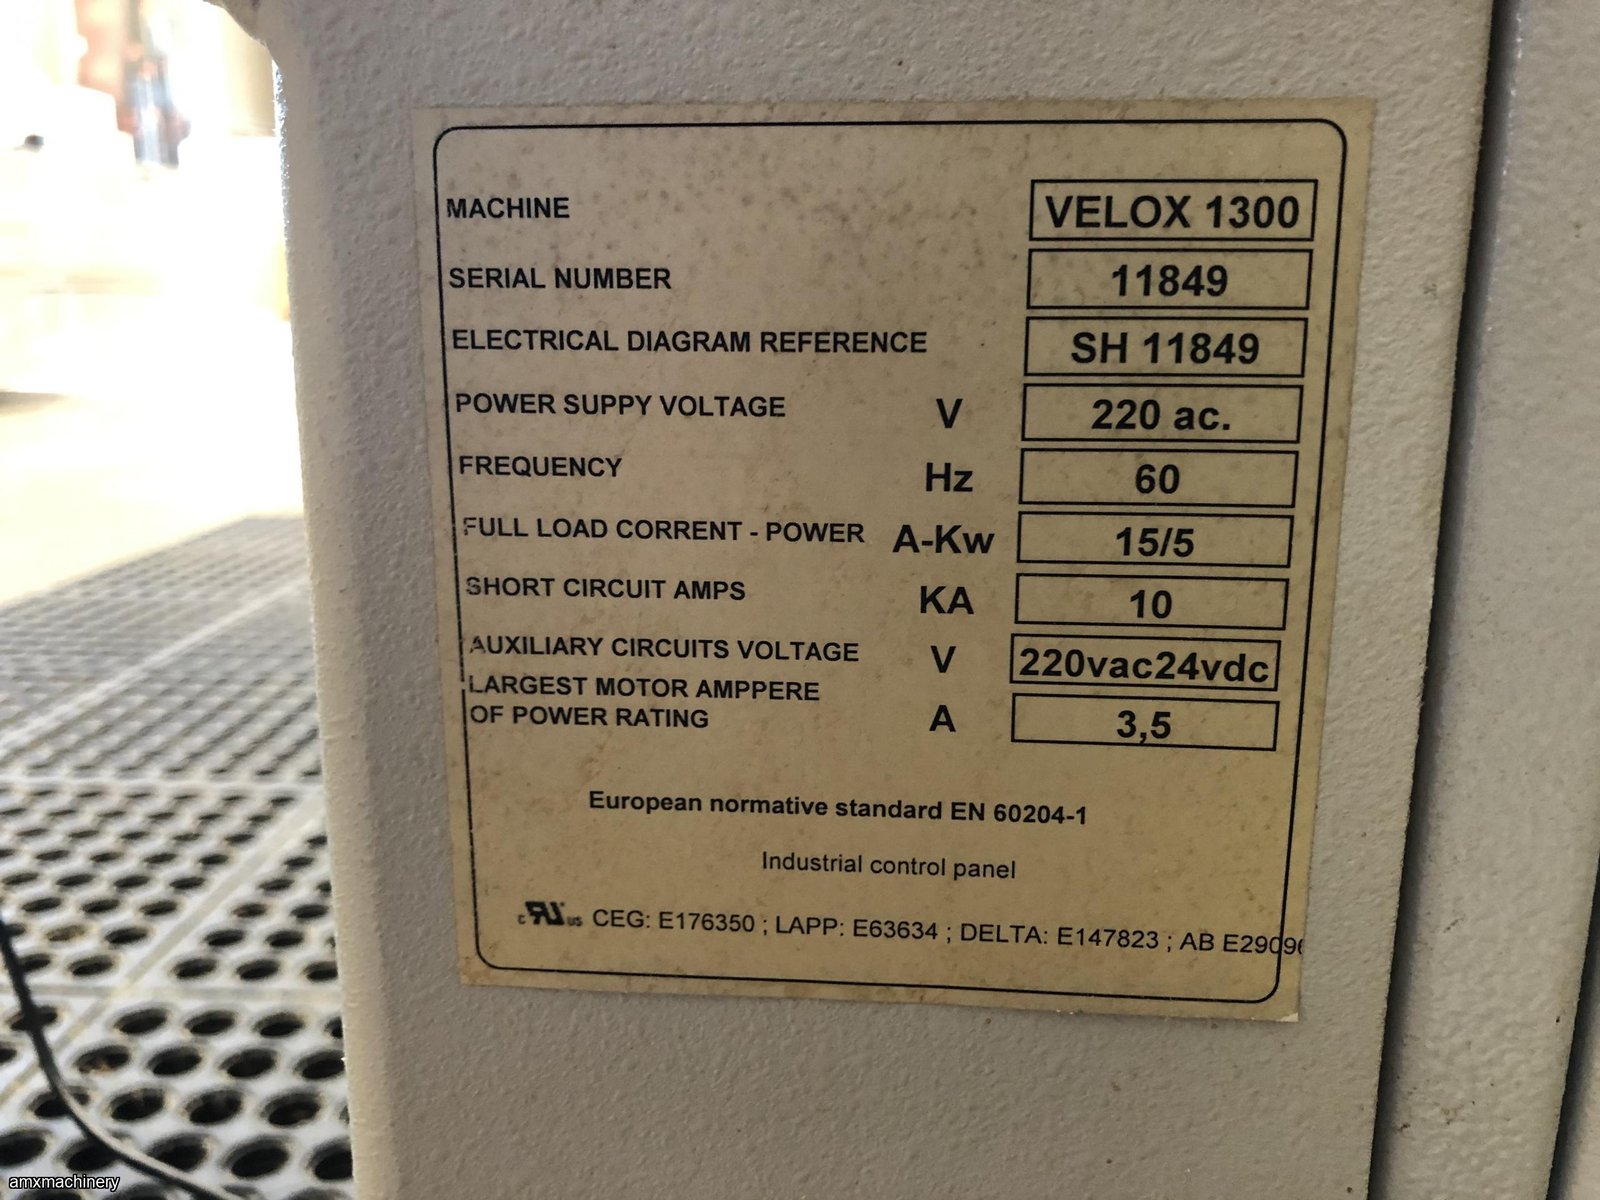 MACHINE VELOX 1300
SERIAL NUMBER 11849
ELECTRICAL DIAGRAM REFERENCE SH 11849
POWER SUPPY VOLTAGE V 220 ac.
FREQUENCY Hz 60
FULL LOAD CORRENT - POWER A-Kw 15/5
SHORT CIRCUIT AMPS KA 10
AUXILIARY CIRCUITS VOLTAGE V 220vac24vdc
LARGEST MOTOR AMPPERE
OF POWER RATING A 3,5
European normative standard EN 60204-1
Industrial control panel
c RU us CEG: E176350 ; LAPP: E63634 ; DELTA: E147823 ; AB E2909
amxmachinery